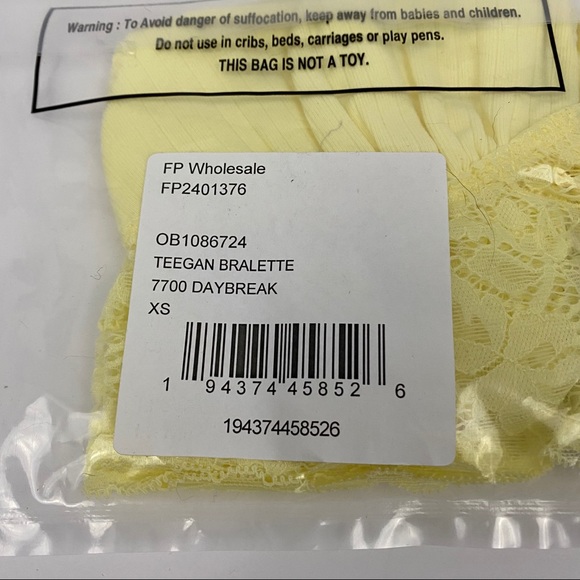 Warning : To Avoid danger of suffocation, keep away from babies and children.
Do not use in cribs, beds, carriages or play pens.
THIS BAG IS NOT A TOY.
FP Wholesale
FP2401376
OB1086724
TEEGAN BRALETTE
7700 DAYBREAK
XS
1 94374 45852 6
194374458526